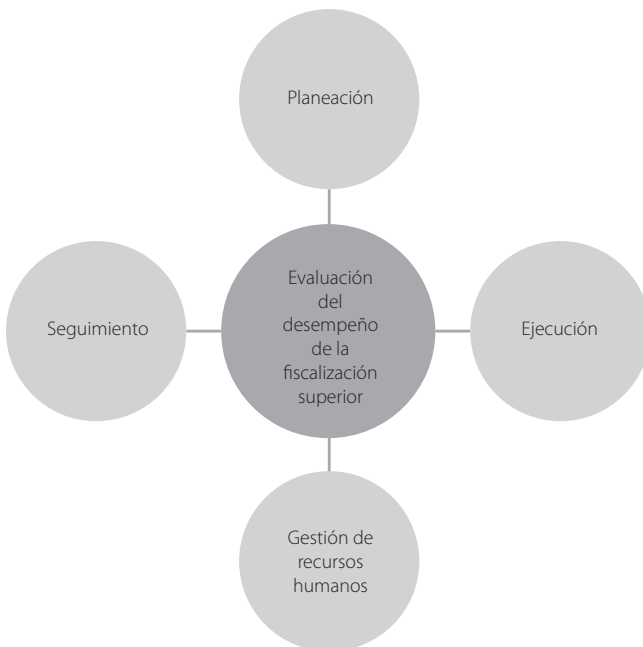 Planeación
Seguimiento
Evaluación
del
desempeño
de la
fiscalización
superior
Ejecución
Gestión de
recursos
humanos